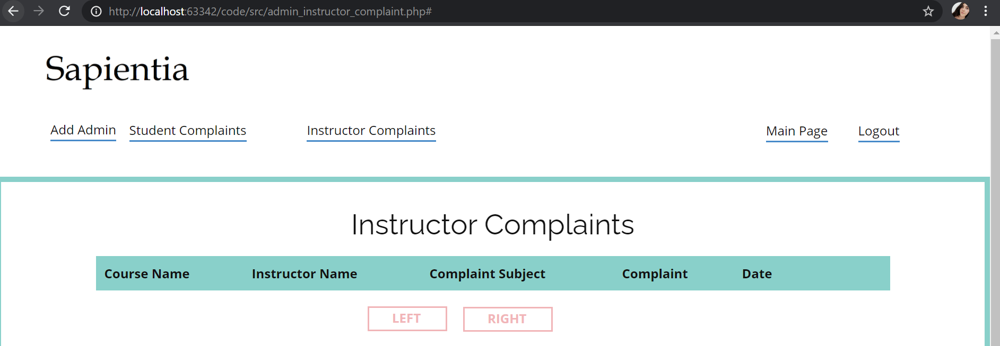 http://localhost:63342/code/src/admin_instructor_complaint.php#
Sapientia
Add Admin Student Complaints Instructor Complaints Main Page Logout
Instructor Complaints
Course Name Instructor Name Complaint Subject Complaint Date
LEFT RIGHT